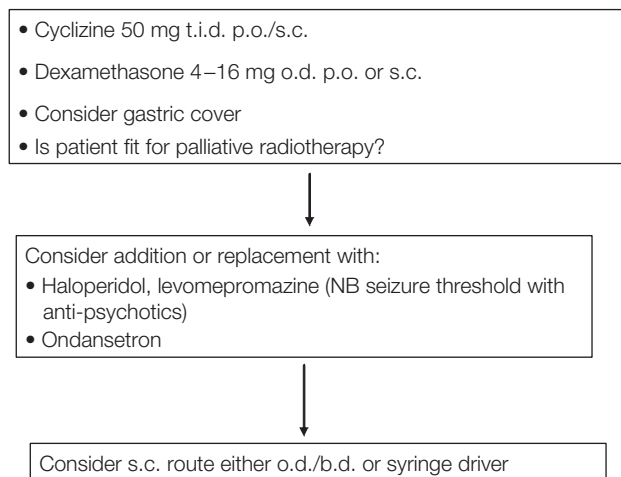 • Cyclizine 50 mg t.i.d. p.o./s.c.
• Dexamethasone 4–16 mg o.d. p.o. or s.c.
• Consider gastric cover
• Is patient fit for palliative radiotherapy?
Consider addition or replacement with:
• Haloperidol, levomepromazine (NB seizure threshold with
anti-psychotics)
• Ondansetron
Consider s.c. route either o.d./b.d. or syringe driver